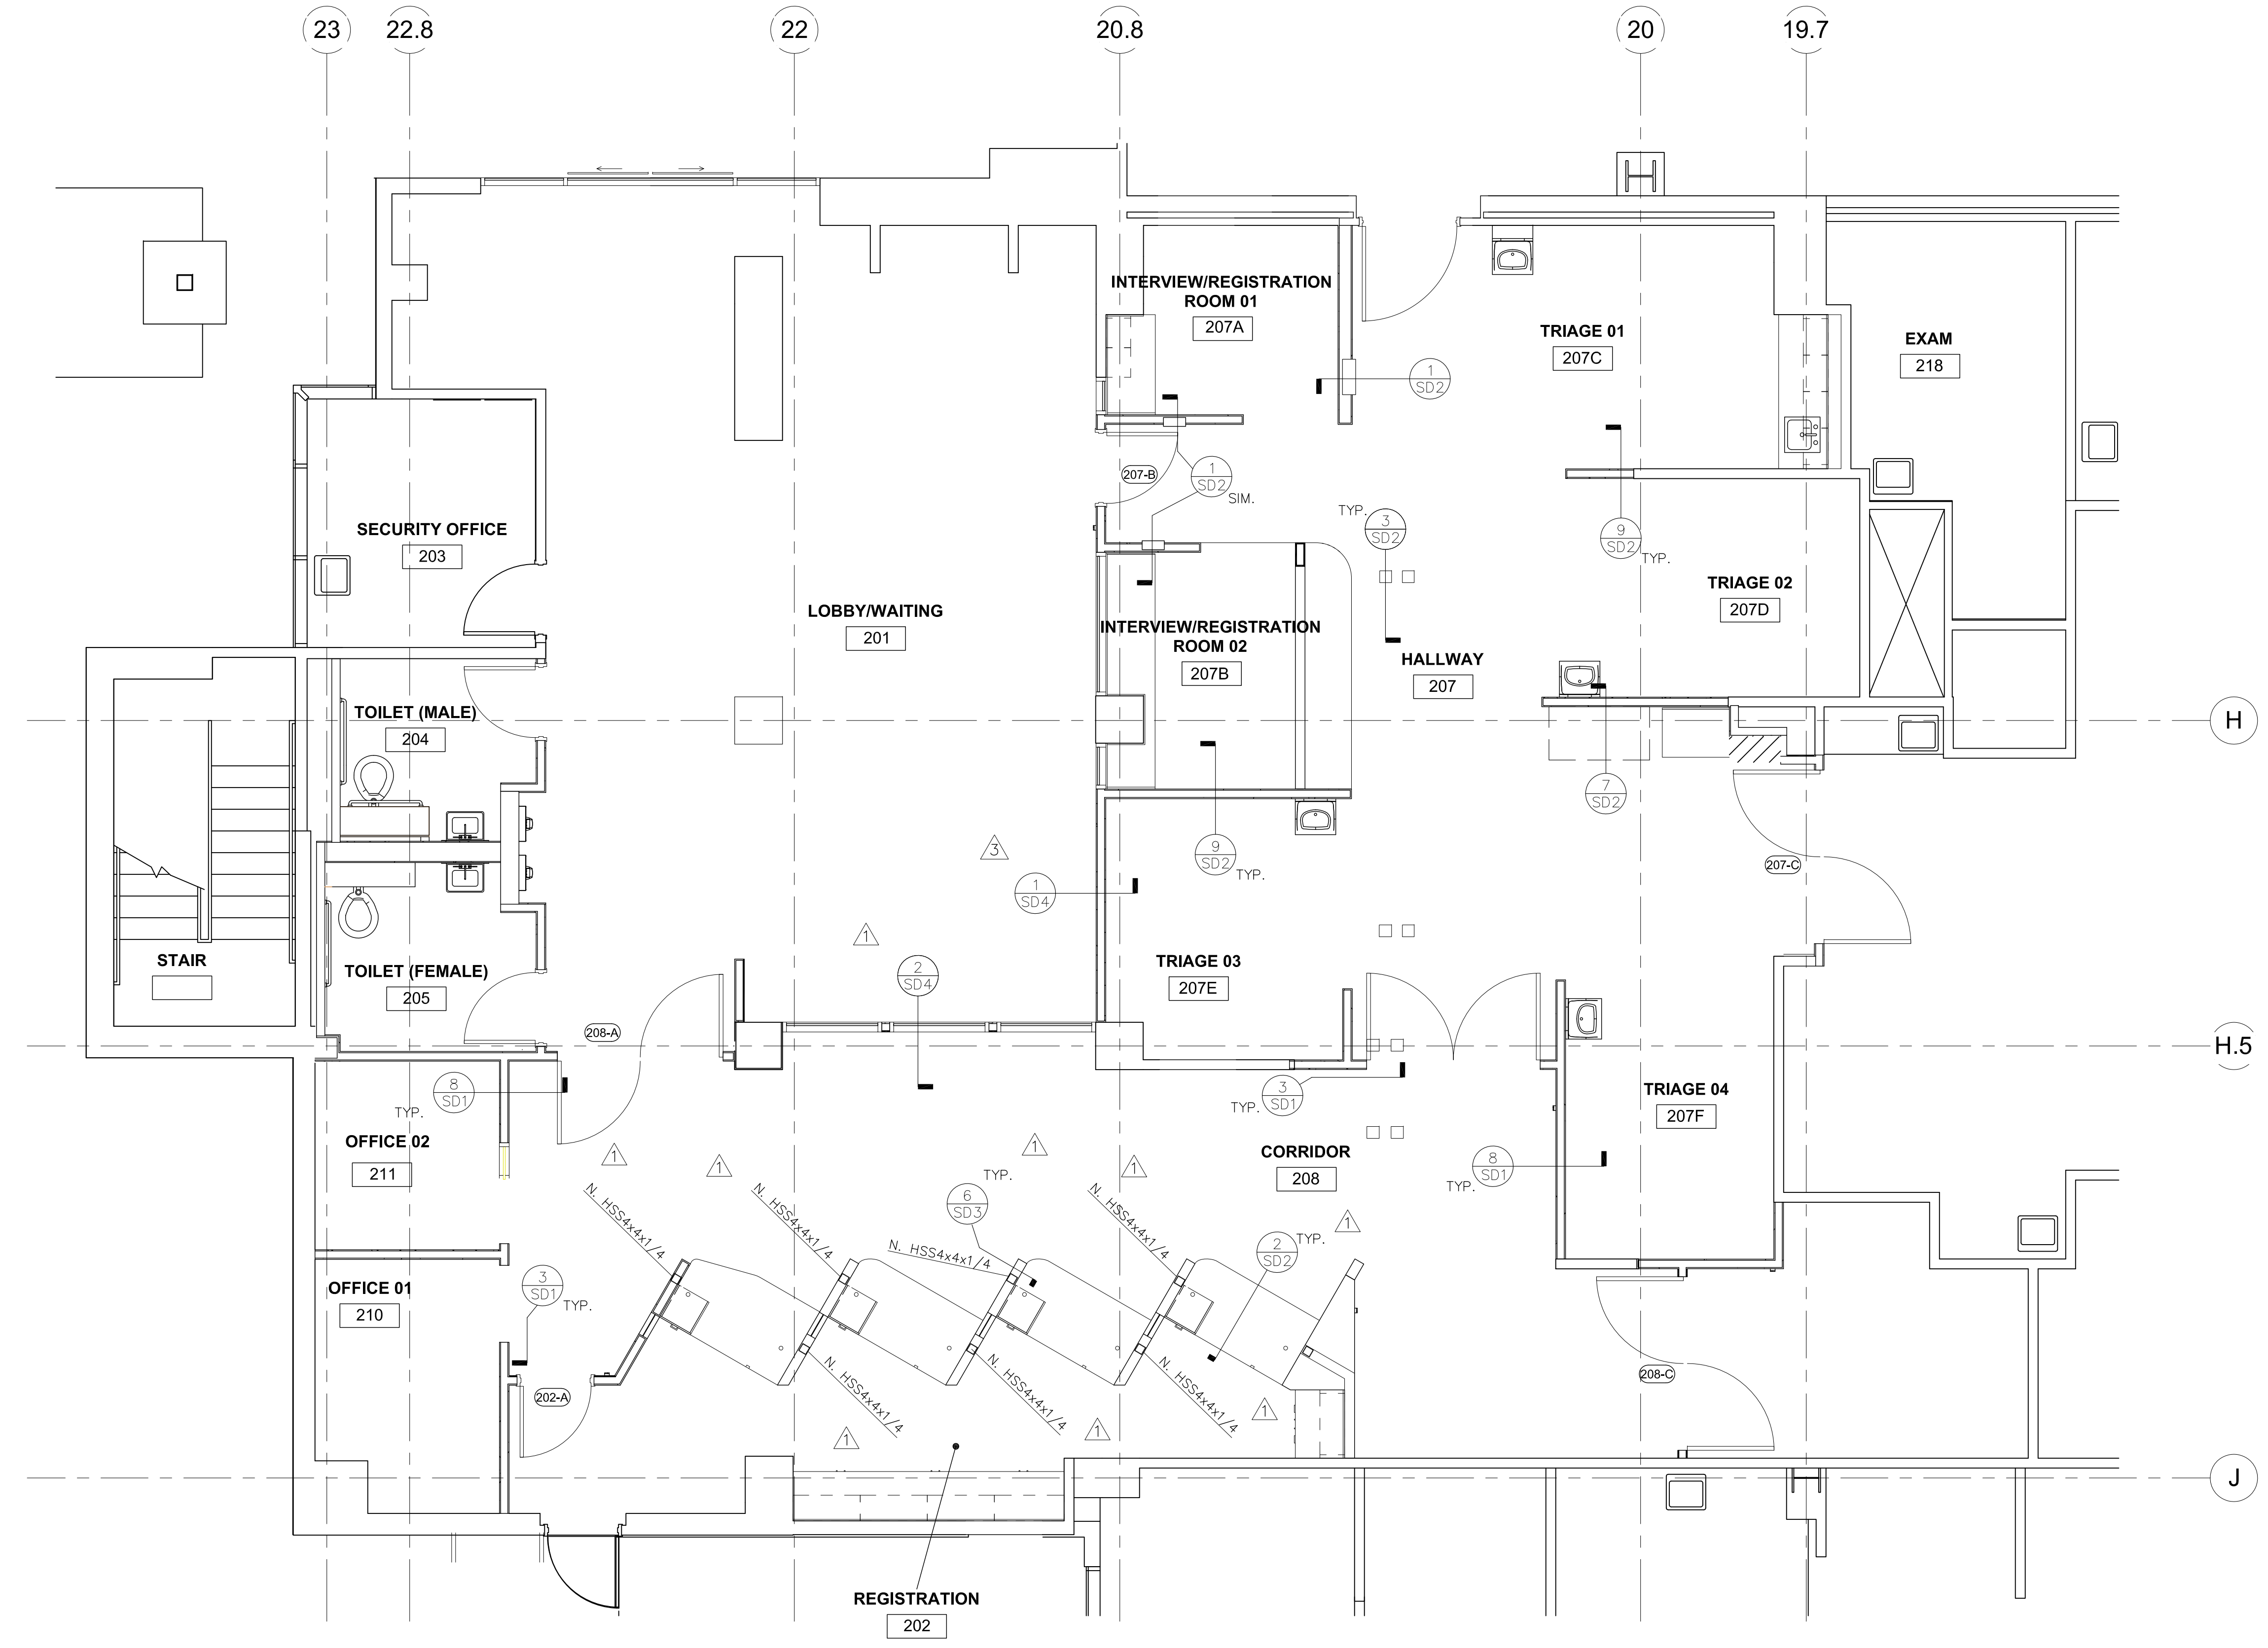 23
22.8
22
20.8
20
19.7
INTERVIEW/REGISTRATION
ROOM 01
207A
TRIAGE 01
207C
EXAM
218
1
SD2
207-B
1
SD2
SIM.
SECURITY OFFICE
203
TYP.
3
SD2
9
SD2
TYP.
LOBBY/WAITING
201
TRIAGE 02
207D
INTERVIEW/REGISTRATION
ROOM 02
207B
HALLWAY
207
TOILET (MALE)
204
H
7
SD2
3
9
SD2
TYP.
207-C
1
SD4
1
STAIR
TOILET (FEMALE)
205
2
SD4
TRIAGE 03
207E
208-A
H.5
8
SD1
TYP.
3
SD1
TYP.
TRIAGE 04
207F
OFFICE 02
211
1
1
1
1
TYP.
6
SD3
CORRIDOR
208
8
SD1
TYP.
N. HSS4x4x1/4
N. HSS4x4x1/4
N. HSS4x4x1/4
N. HSS4x4x1/4
1
2
SD2
TYP.
OFFICE 01
210
3
SD1
TYP.
202-A
208-C
N. HSS4x4x1/4
N. HSS4x4x1/4
N. HSS4x4x1/4
1
1
1
J
REGISTRATION
202